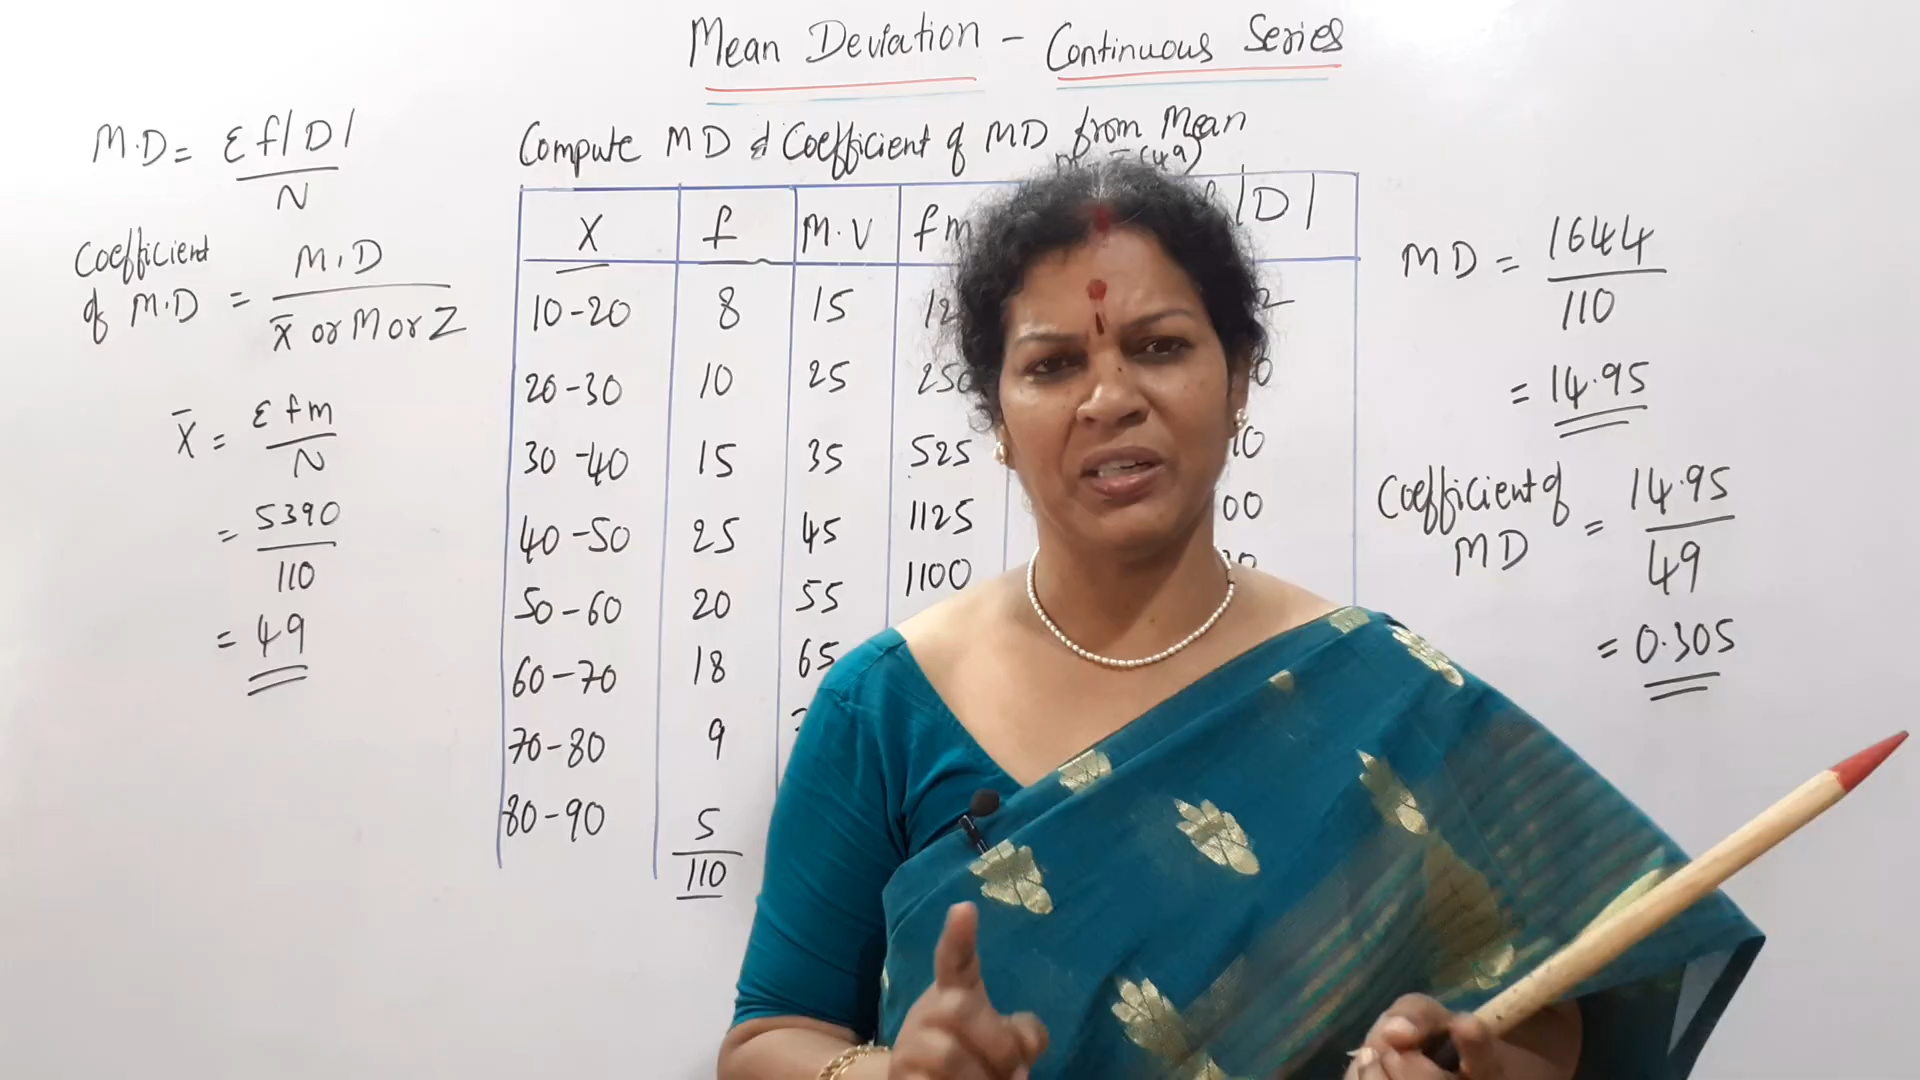 Mean Deviation - Continuous Series
M.D = Σ f|D|
N
Coefficient of M.D = M.D
x̄ or M or Z
X̄ = Σ fm
N
= 5390
110
= 49
Compute MD & Coefficient of MD from Mean
(49)
X f M.V fm |D|
10-20 8 15
20-30 10 25
30-40 15 35 525
40-50 25 45 1125
50-60 20 55 1100
60-70 18 65
70-80 9
80-90 5
110
MD = 1644
110
= 14.95
Coefficient of MD = 14.95
49
= 0.305